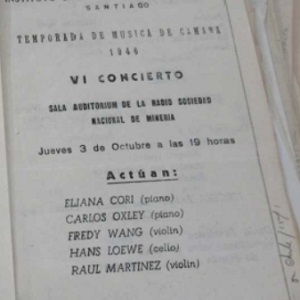 SANTIAGO
TEMPORADA DE MUSICA DE CAMARA
1946
VI CONCIERTO
SALA AUDITORIUM DE LA RADIO SOCIEDAD
NACIONAL DE MINERIA
Jueves 3 de Octubre a las 19 horas
Actúan:
ELIANA CORI (piano)
CARLOS OXLEY (piano)
FREDY WANG (violin)
HANS LOEWE (cello)
RAUL MARTINEZ (violin)